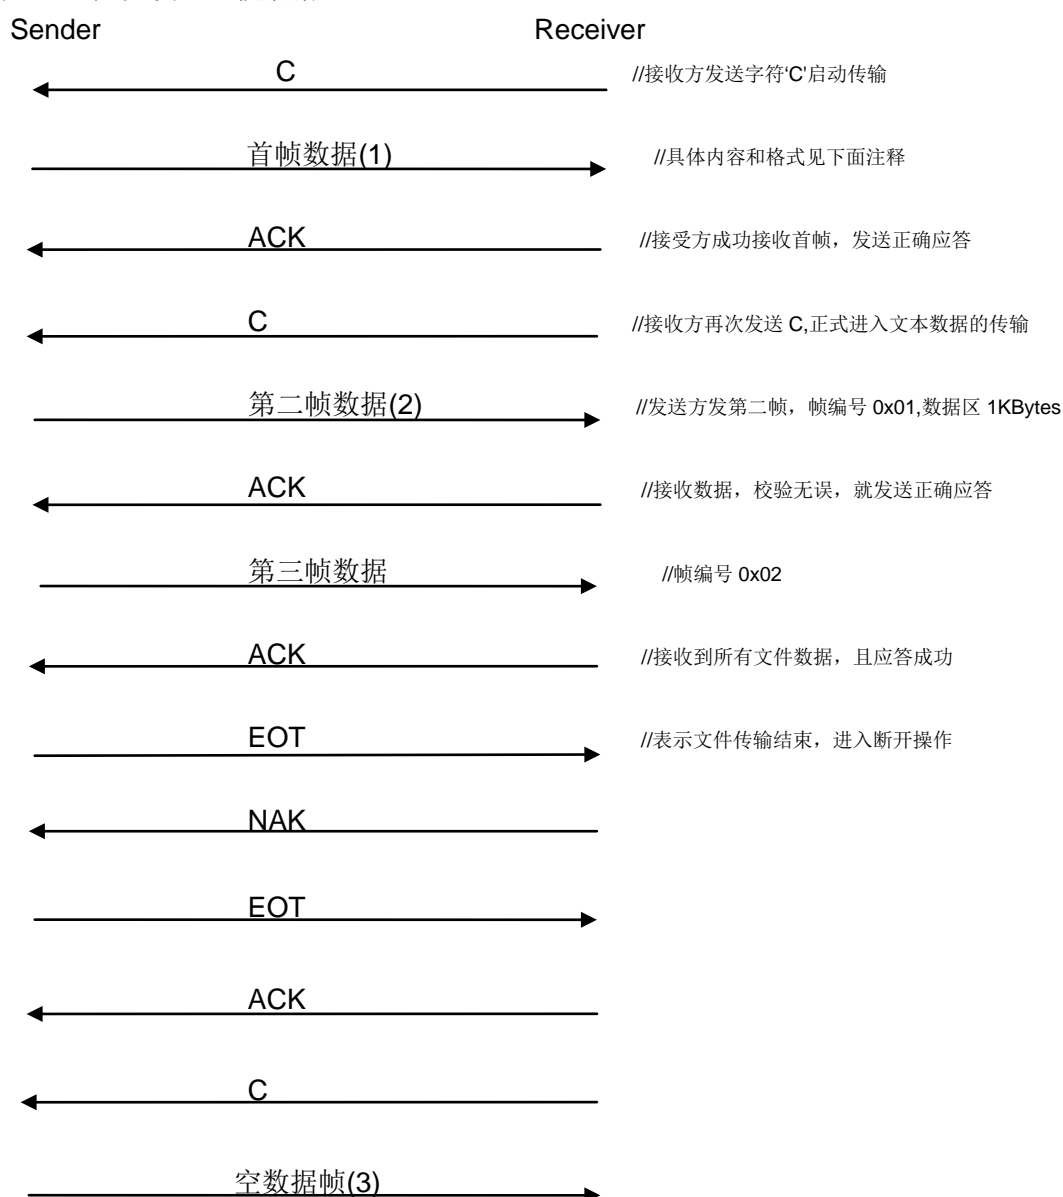 Sender Receiver
C //接收方发送字符'C'启动传输
首帧数据(1) //具体内容和格式见下面注释
ACK //接受方成功接收首帧，发送正确应答
C //接收方再次发送 C,正式进入文本数据的传输
第二帧数据(2) //发送方发第二帧，帧编号 0x01,数据区 1KBytes
ACK //接收数据，校验无误，就发送正确应答
第三帧数据 //帧编号 0x02
ACK //接收到所有文件数据，且应答成功
EOT //表示文件传输结束，进入断开操作
NAK
EOT
ACK
C
空数据帧(3)